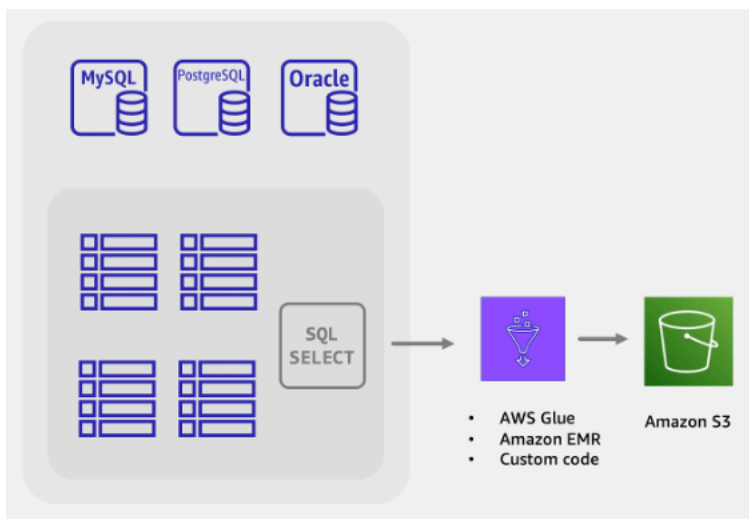 MySQL
PostgreSQL
Oracle
SQL
SELECT
• AWS Glue
• Amazon EMR
• Custom code
Amazon S3